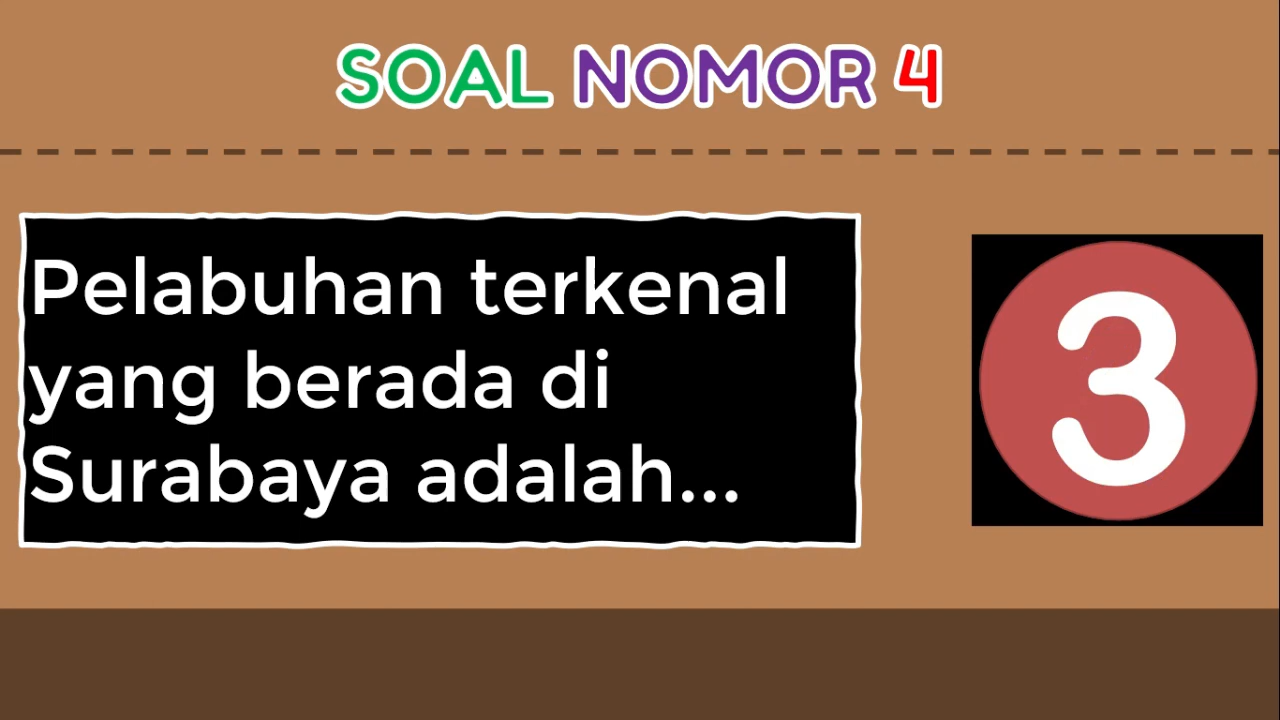 SOAL NOMOR 4
Pelabuhan terkenal
yang berada di
Surabaya adalah...
3